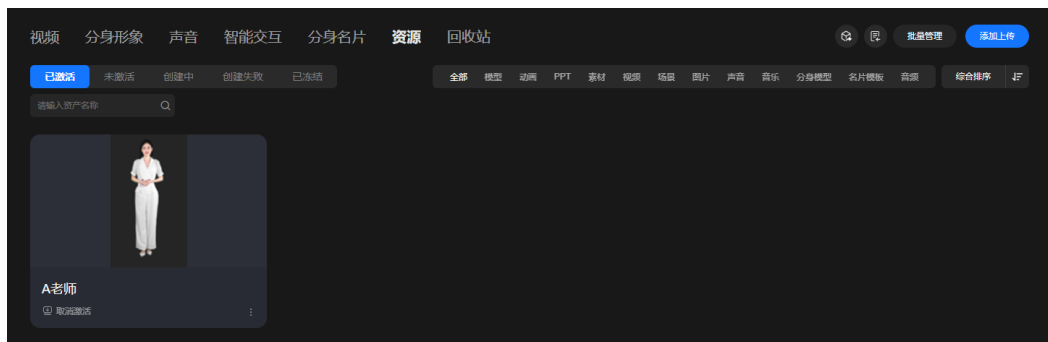 视频 分身形象 声音 智能交互 分身名片 资源 回收站 批量管理 添加上传
已激活 未激活 创建中 创建失败 已冻结 全部 模型 动画 PPT 素材 视频 场景 图片 声音 音乐 分身模型 名片模板 音频 综合排序
请输入资产名称
A老师
取消激活